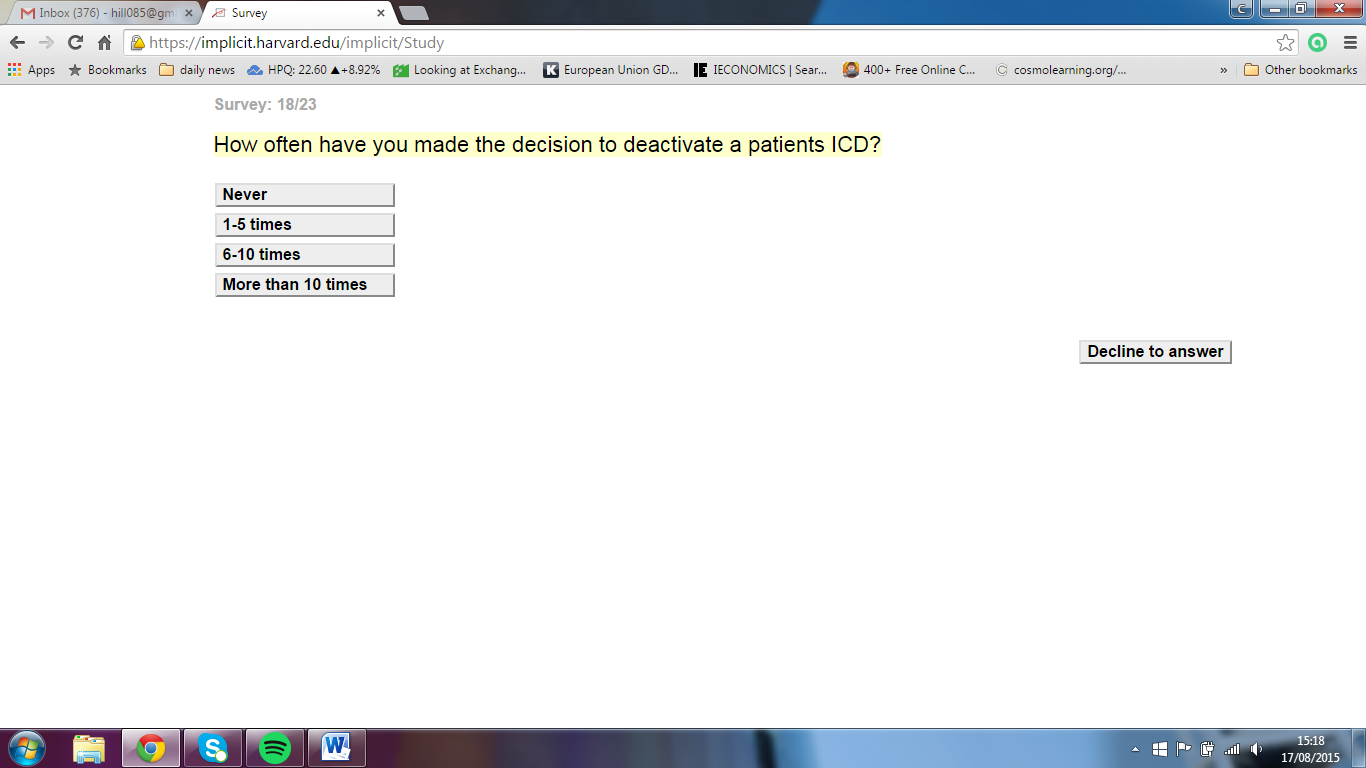 Inbox (376) - hill085@gm
Survey
https://implicit.harvard.edu/implicit/Study
Apps Bookmarks daily news HPQ: 22.60 ▲+8.92% Looking at Exchang... European Union GD... IECONOMICS | Sear... 400+ Free Online C... cosmolearning.org/... » Other bookmarks
Survey: 18/23
How often have you made the decision to deactivate a patients ICD?
Never
1-5 times
6-10 times
More than 10 times
Decline to answer
15:18
17/08/2015